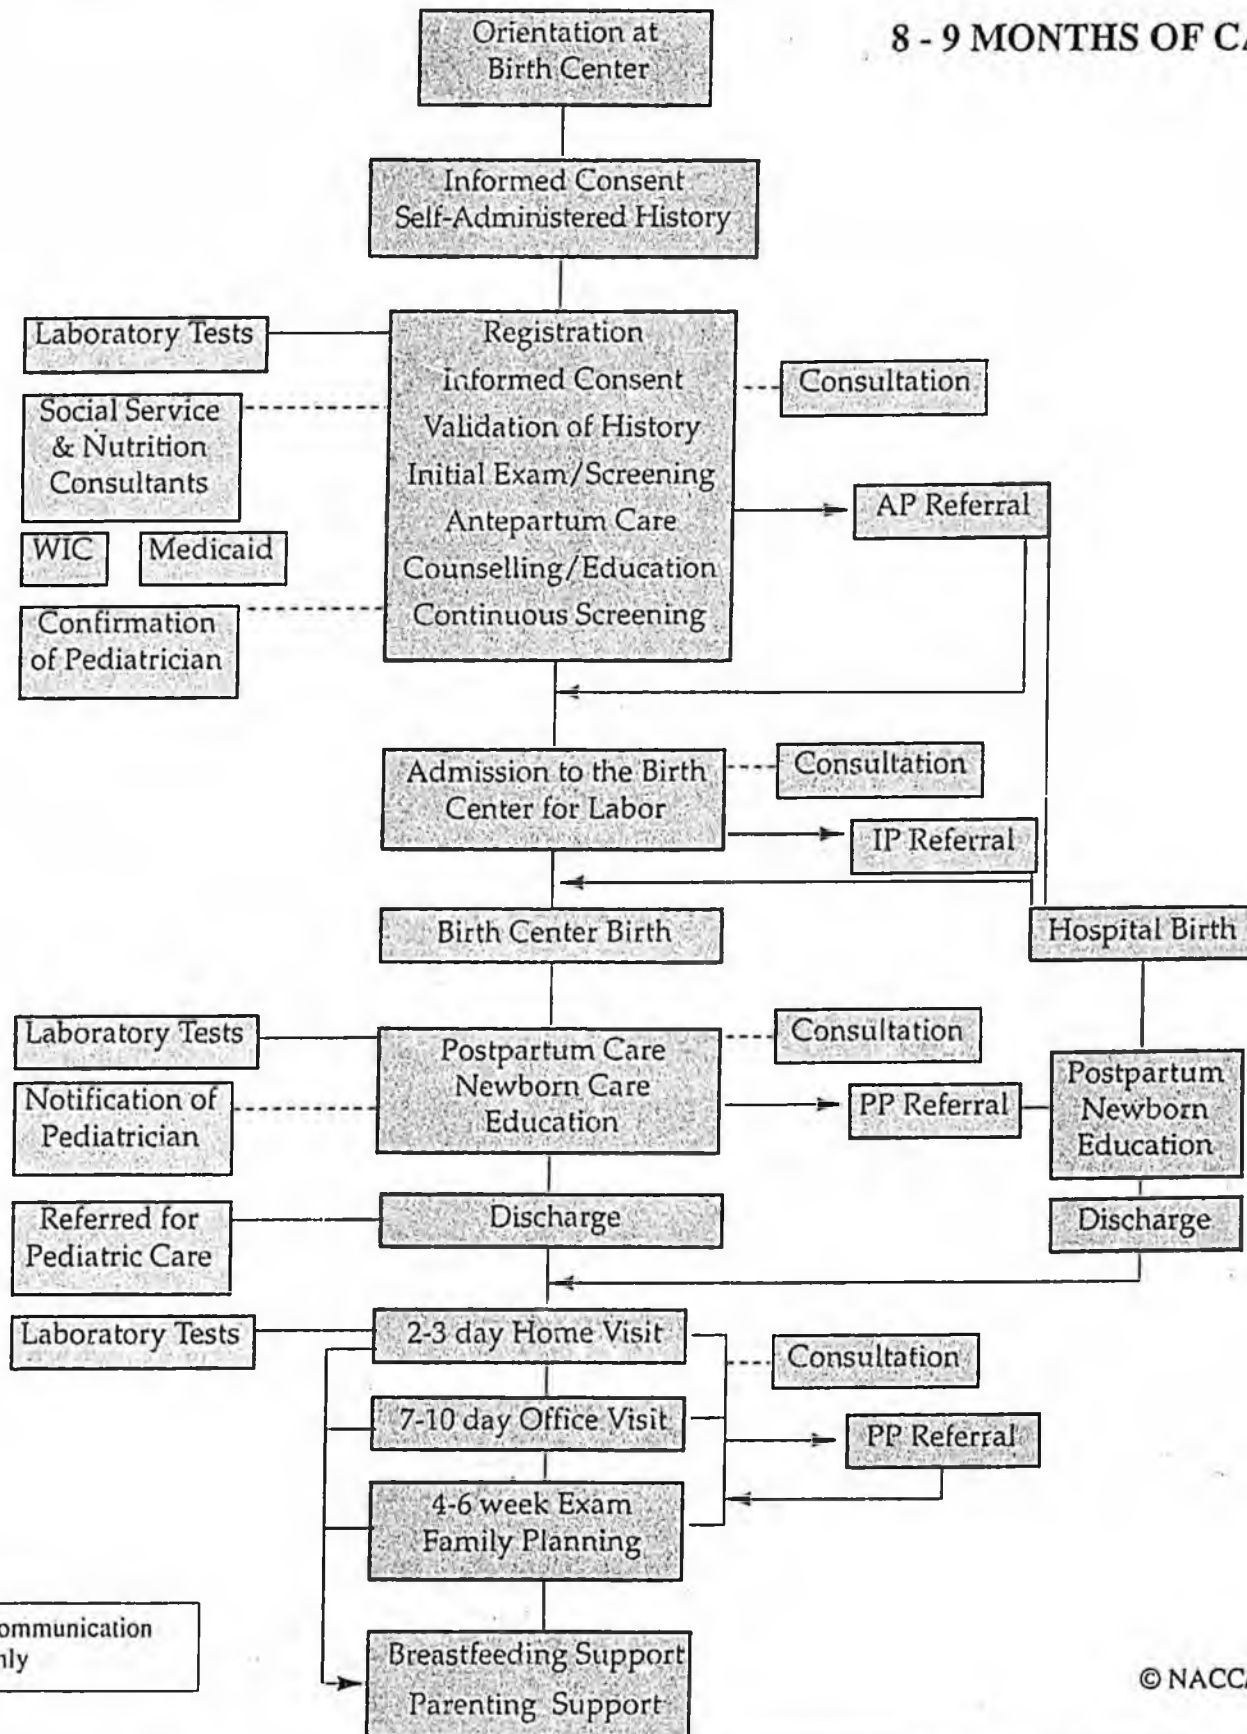 8 - 9 MONTHS OF CA
Orientation at
Birth Center
Informed Consent
Self-Administered History
Laboratory Tests
Social Service
& Nutrition
Consultants
WIC
Medicaid
Confirmation
of Pediatrician
Registration
Informed Consent
Validation of History
Initial Exam/Screening
Antepartum Care
Counselling/Education
Continuous Screening
Consultation
AP Referral
Admission to the Birth
Center for Labor
Consultation
IP Referral
Birth Center Birth
Hospital Birth
Laboratory Tests
Notification of
Pediatrician
Postpartum Care
Newborn Care
Education
Consultation
PP Referral
Postpartum
Newborn
Education
Referred for
Pediatric Care
Discharge
Discharge
Laboratory Tests
2-3 day Home Visit
Consultation
7-10 day Office Visit
PP Referral
4-6 week Exam
Family Planning
Breastfeeding Support
Parenting Support
ommunication
nly
© NACCA